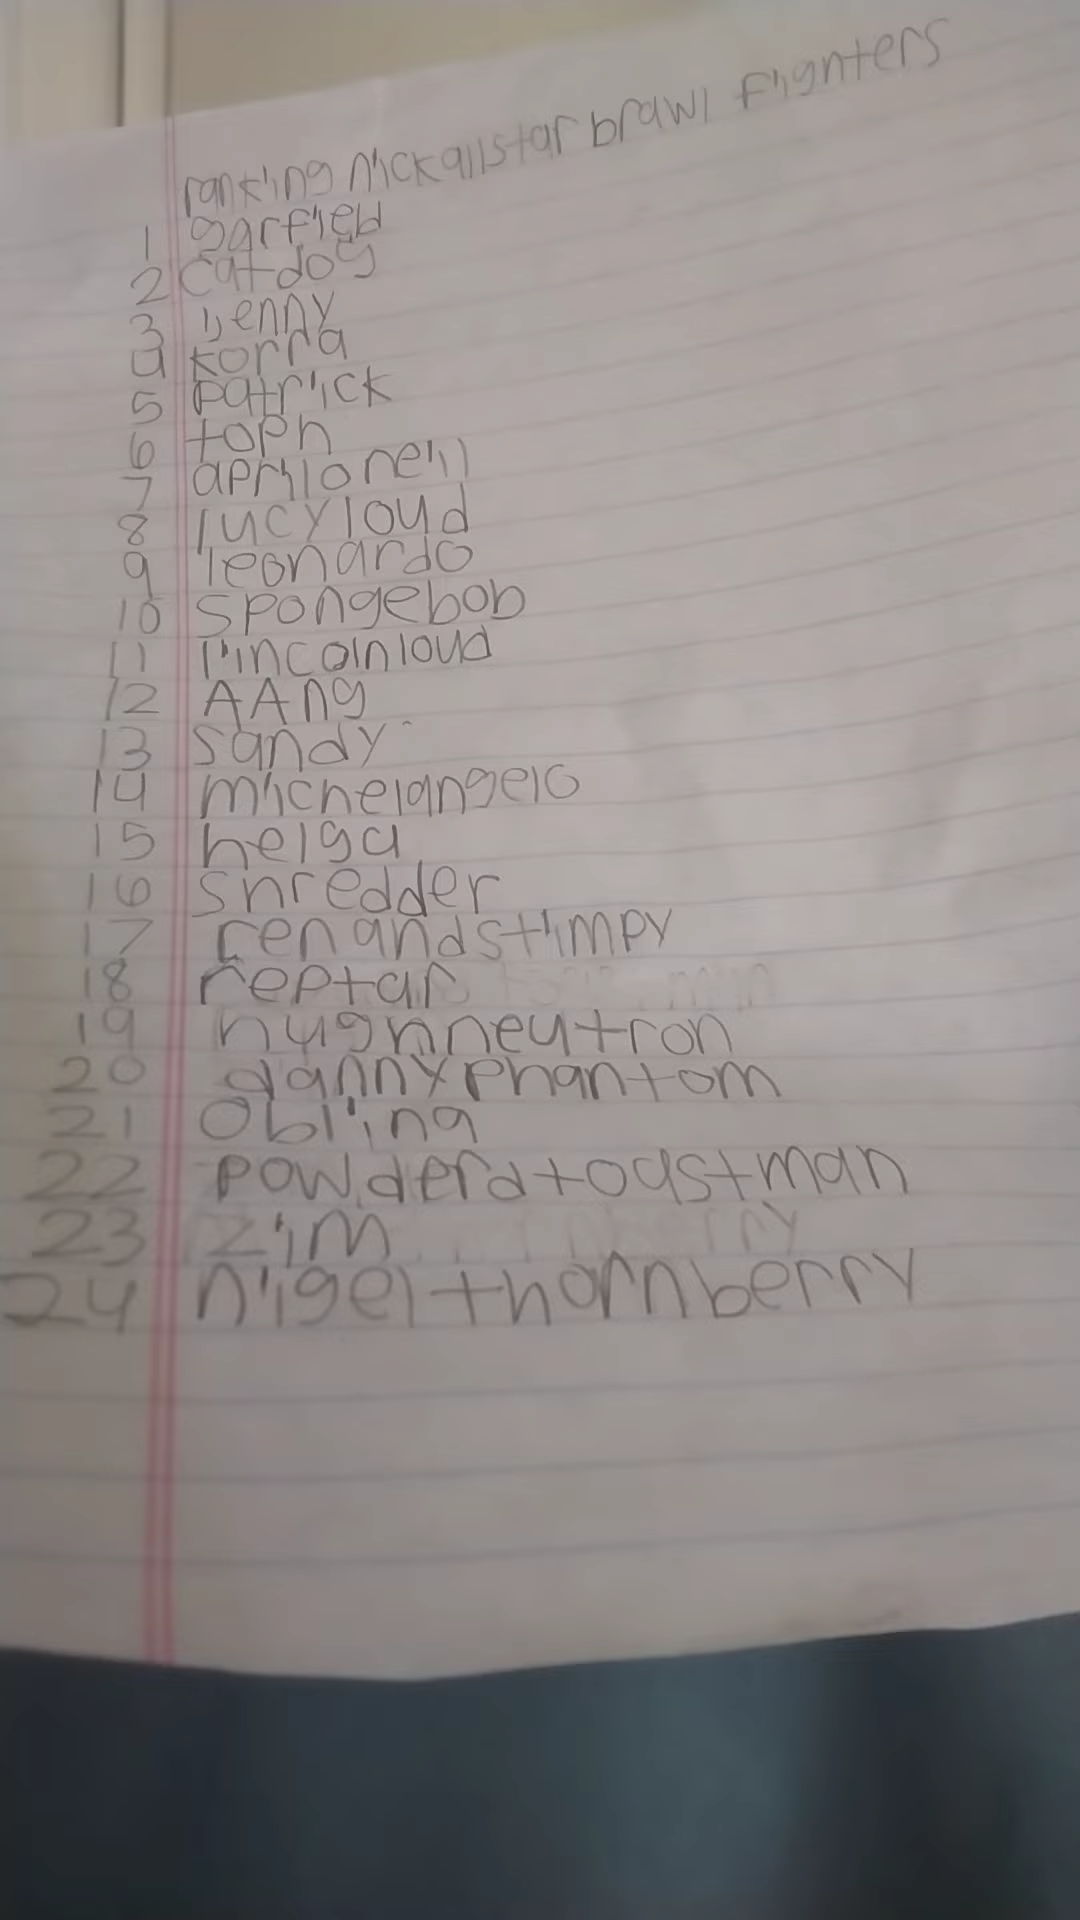 ranking nickallstar brawl fighters
1 garfield
2 catdog
3 jenny
4 korra
5 patrick
6 toph
7 apriloneil
8 lucyloud
9 leonardo
10 spongebob
11 lincolnloud
12 AAng
13 sandy
14 michelangelo
15 helga
16 shredder
17 renandstimpy
18 reptar
19 hughneutron
20 dannyphantom
21 oblina
22 powderdtoastman
23 zim
24 nigelthornberry